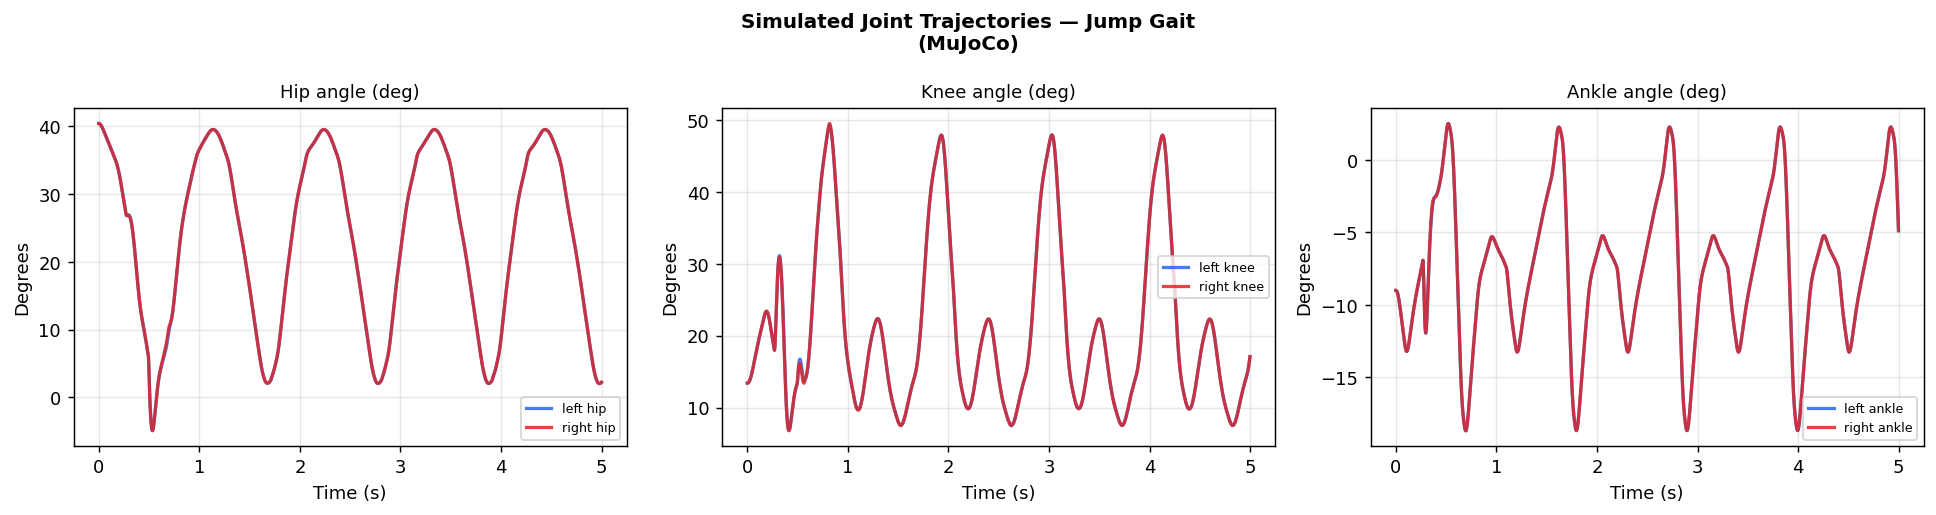 Simulated Joint Trajectories — Jump Gait
(MuJoCo)
Hip angle (deg)
Degrees
40
30
20
10
0
0 1 2 3 4 5
Time (s)
left hip
right hip
Knee angle (deg)
Degrees
50
40
30
20
10
0 1 2 3 4 5
Time (s)
left knee
right knee
Ankle angle (deg)
Degrees
0
−5
−10
−15
0 1 2 3 4 5
Time (s)
left ankle
right ankle